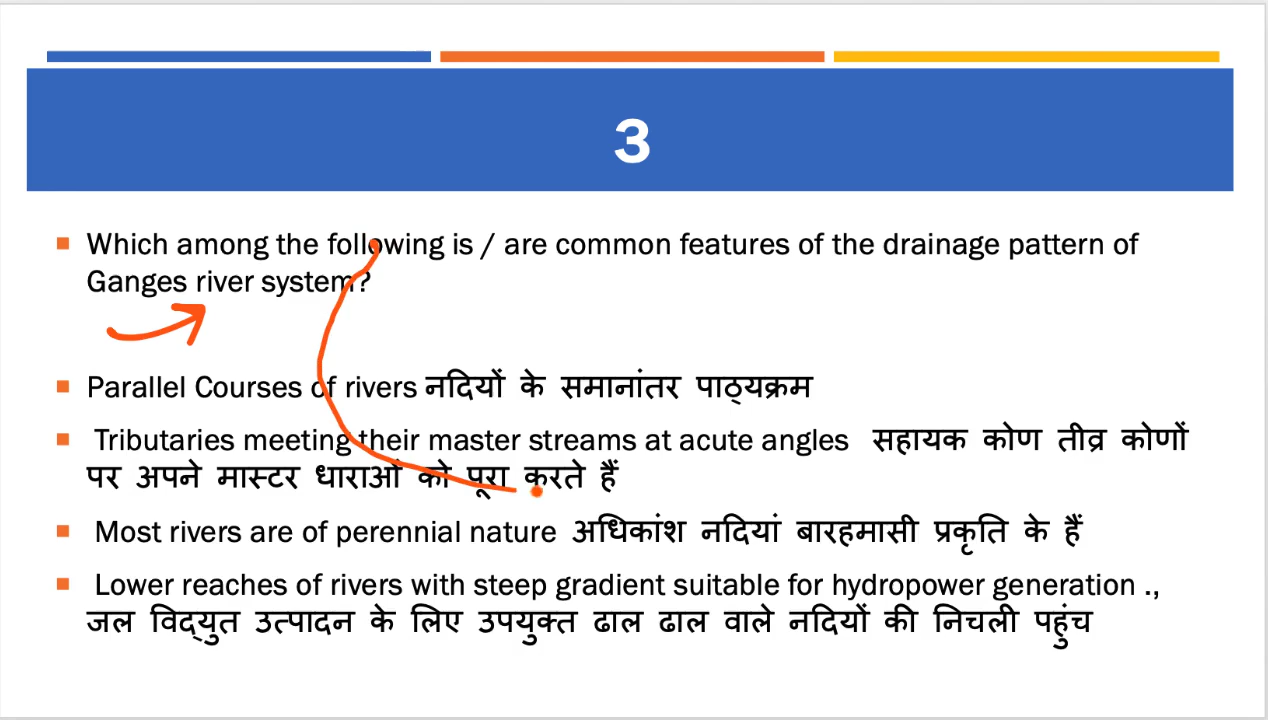 3
Which among the following is / are common features of the drainage pattern of
Ganges river system?
Parallel Courses of rivers नदियों के समानांतर पाठ्यक्रम
Tributaries meeting their master streams at acute angles सहायक कोण तीव्र कोणों
पर अपने मास्टर धाराओं को पूरा करते हैं
Most rivers are of perennial nature अधिकांश नदियां बारहमासी प्रकृति के हैं
Lower reaches of rivers with steep gradient suitable for hydropower generation .,
जल विद्युत उत्पादन के लिए उपयुक्त ढाल ढाल वाले नदियों की निचली पहुंच